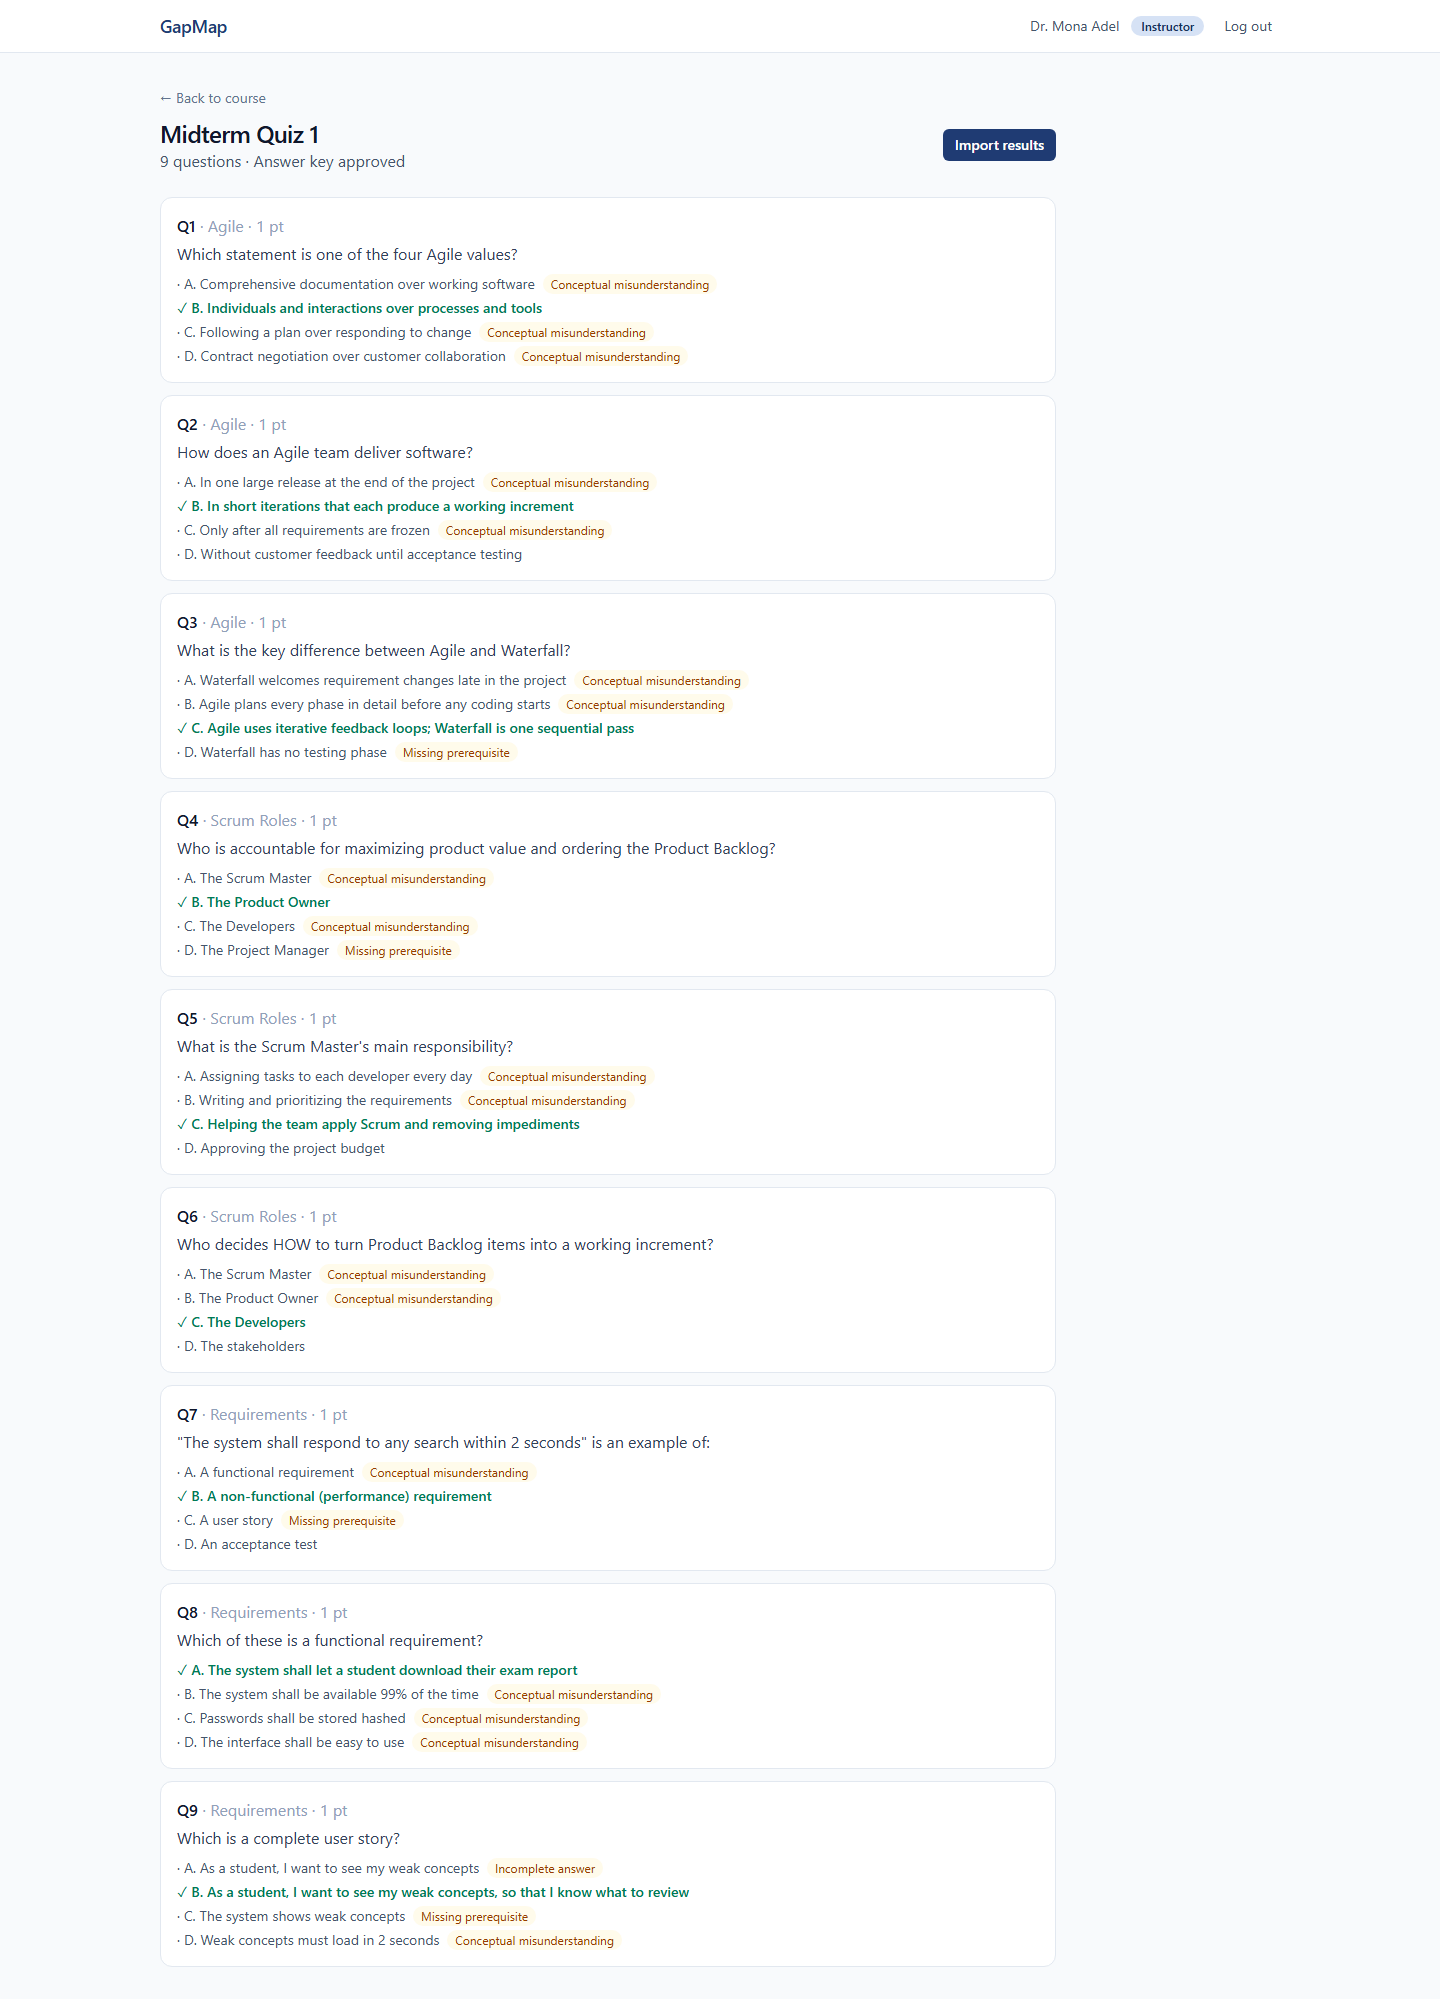 GapMap
Dr. Mona Adel Instructor Log out
← Back to course
Midterm Quiz 1
9 questions · Answer key approved
Import results
Q1 · Agile · 1 pt
Which statement is one of the four Agile values?
· A. Comprehensive documentation over working software Conceptual misunderstanding
✓ B. Individuals and interactions over processes and tools
· C. Following a plan over responding to change Conceptual misunderstanding
· D. Contract negotiation over customer collaboration Conceptual misunderstanding
Q2 · Agile · 1 pt
How does an Agile team deliver software?
· A. In one large release at the end of the project Conceptual misunderstanding
✓ B. In short iterations that each produce a working increment
· C. Only after all requirements are frozen Conceptual misunderstanding
· D. Without customer feedback until acceptance testing
Q3 · Agile · 1 pt
What is the key difference between Agile and Waterfall?
· A. Waterfall welcomes requirement changes late in the project Conceptual misunderstanding
· B. Agile plans every phase in detail before any coding starts Conceptual misunderstanding
✓ C. Agile uses iterative feedback loops; Waterfall is one sequential pass
· D. Waterfall has no testing phase Missing prerequisite
Q4 · Scrum Roles · 1 pt
Who is accountable for maximizing product value and ordering the Product Backlog?
· A. The Scrum Master Conceptual misunderstanding
✓ B. The Product Owner
· C. The Developers Conceptual misunderstanding
· D. The Project Manager Missing prerequisite
Q5 · Scrum Roles · 1 pt
What is the Scrum Master's main responsibility?
· A. Assigning tasks to each developer every day Conceptual misunderstanding
· B. Writing and prioritizing the requirements Conceptual misunderstanding
✓ C. Helping the team apply Scrum and removing impediments
· D. Approving the project budget
Q6 · Scrum Roles · 1 pt
Who decides HOW to turn Product Backlog items into a working increment?
· A. The Scrum Master Conceptual misunderstanding
· B. The Product Owner Conceptual misunderstanding
✓ C. The Developers
· D. The stakeholders
Q7 · Requirements · 1 pt
"The system shall respond to any search within 2 seconds" is an example of:
· A. A functional requirement Conceptual misunderstanding
✓ B. A non-functional (performance) requirement
· C. A user story Missing prerequisite
· D. An acceptance test
Q8 · Requirements · 1 pt
Which of these is a functional requirement?
✓ A. The system shall let a student download their exam report
· B. The system shall be available 99% of the time Conceptual misunderstanding
· C. Passwords shall be stored hashed Conceptual misunderstanding
· D. The interface shall be easy to use Conceptual misunderstanding
Q9 · Requirements · 1 pt
Which is a complete user story?
· A. As a student, I want to see my weak concepts Incomplete answer
✓ B. As a student, I want to see my weak concepts, so that I know what to review
· C. The system shows weak concepts Missing prerequisite
· D. Weak concepts must load in 2 seconds Conceptual misunderstanding